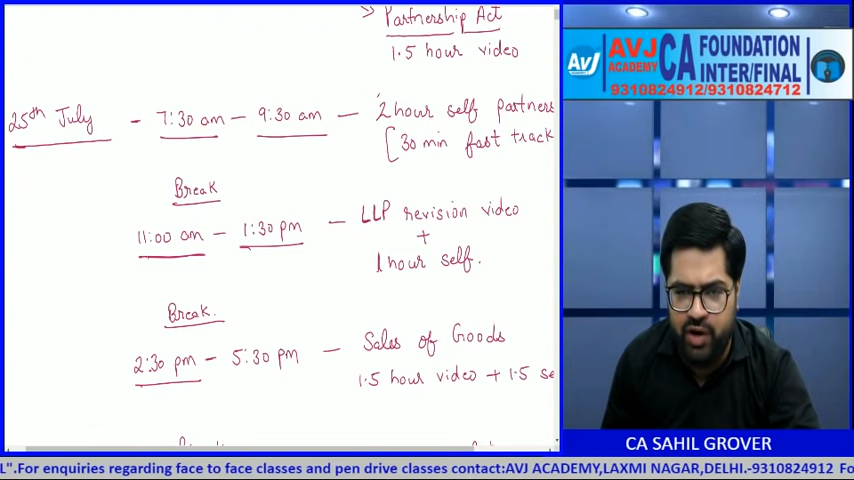 Partnership Act
1.5 hour video
25th July - 7:30 am - 9:30 am - 2 hour self partners
[30 min fast track
Break
11:00 am - 1:30 pm - LLP revision video
+
1 hour self.
Break.
2:30 pm - 5:30 pm - Sales of Goods
1.5 hour video + 1.5 se
AVJ
AVJ
ACADEMY
CA
FOUNDATION
INTER/FINAL
9310824912/9310824712
CA SAHIL GROVER
L".For enquiries regarding face to face classes and pen drive classes contact:AVJ ACADEMY,LAXMI NAGAR,DELHI.-9310824912 Fo